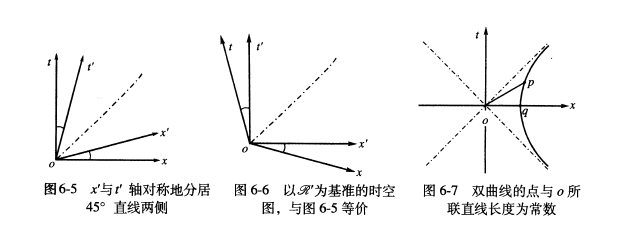 t
t'
x'
o
x
t
t'
o
x'
x
t
p
o
q
x
图6-5 x'与t' 轴对称地分居
45° 直线两侧
图6-6 以ℛ'为基准的时空
图，与图6-5等价
图6-7 双曲线的点与o所
联直线长度为常数